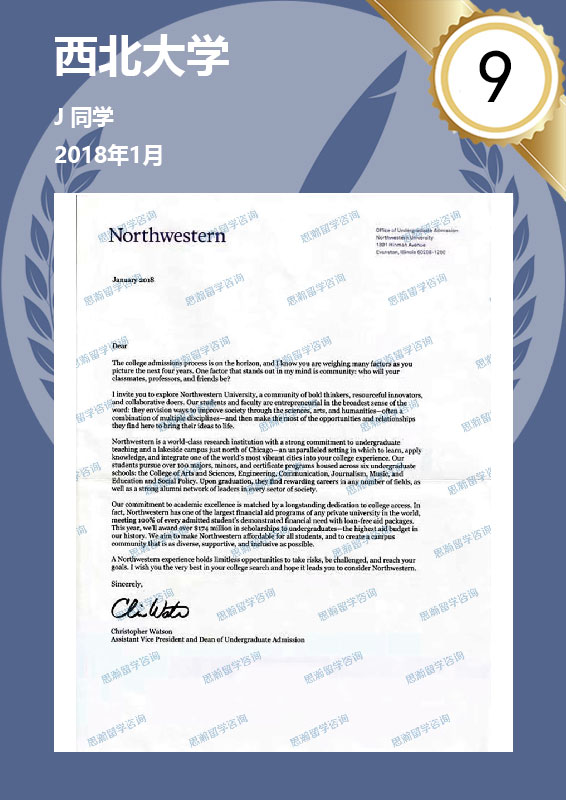 西北大学
9
J 同学
2018年1月
Northwestern
Office of Undergraduate Admission
Northwestern University
1801 Hinman Avenue
Evanston, Illinois 60208-1260
January 2018
Dear
The college admissions process is on the horizon, and I know you are weighing many factors as you
picture the next four years. One factor that stands out in my mind is community: who will your
classmates, professors, and friends be?
I invite you to explore Northwestern University, a community of bold thinkers, resourceful innovators,
and collaborative doers. Our students and faculty are entrepreneurial in the broadest sense of the
word: they envision ways to improve society through the sciences, arts, and humanities—often a
combination of multiple disciplines—and then make the most of the opportunities and relationships
they find here to bring their ideas to life.
Northwestern is a world-class research institution with a strong commitment to undergraduate
teaching and a lakeside campus just north of Chicago—an unparalleled setting in which to learn, apply
knowledge, and integrate one of the world's most vibrant cities into your college experience. Our
students pursue over 100 majors, minors, and certificate programs housed across six undergraduate
schools: the College of Arts and Sciences, Engineering, Communication, Journalism, Music, and
Education and Social Policy. Upon graduation, they find rewarding careers in any number of fields, as
well as a strong alumni network of leaders in every sector of society.
Our commitment to academic excellence is matched by a longstanding dedication to college access. In
fact, Northwestern has one of the largest financial aid programs of any private university in the world,
meeting 100% of every admitted student's demonstrated financial need with loan-free aid packages.
This year, we'll award over $174 million in scholarships to undergraduates—the highest aid budget in
our history. We aim to make Northwestern affordable for all students, and to create a campus
community that is as diverse, supportive, and inclusive as possible.
A Northwestern experience holds limitless opportunities to take risks, be challenged, and reach your
goals. I wish you the very best in your college search and hope it leads you to consider Northwestern.
Sincerely,
Christopher Watson
Assistant Vice President and Dean of Undergraduate Admission
思瀚留学咨询